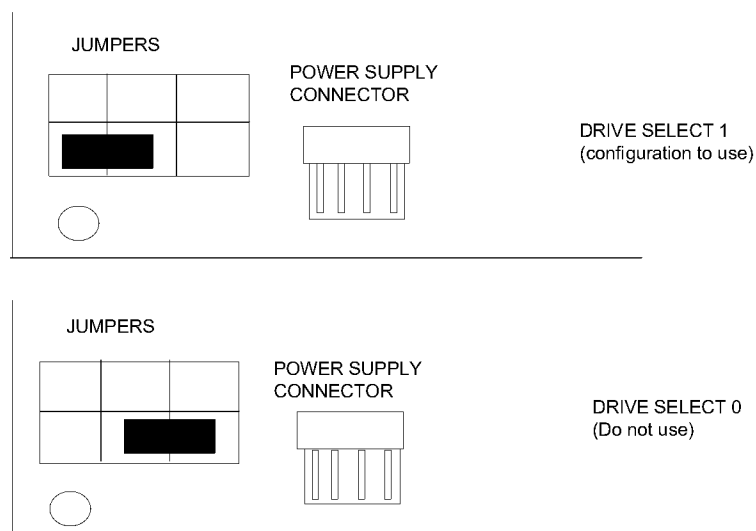 JUMPERS
POWER SUPPLY
CONNECTOR
DRIVE SELECT 1
(configuration to use)
JUMPERS
POWER SUPPLY
CONNECTOR
DRIVE SELECT 0
(Do not use)